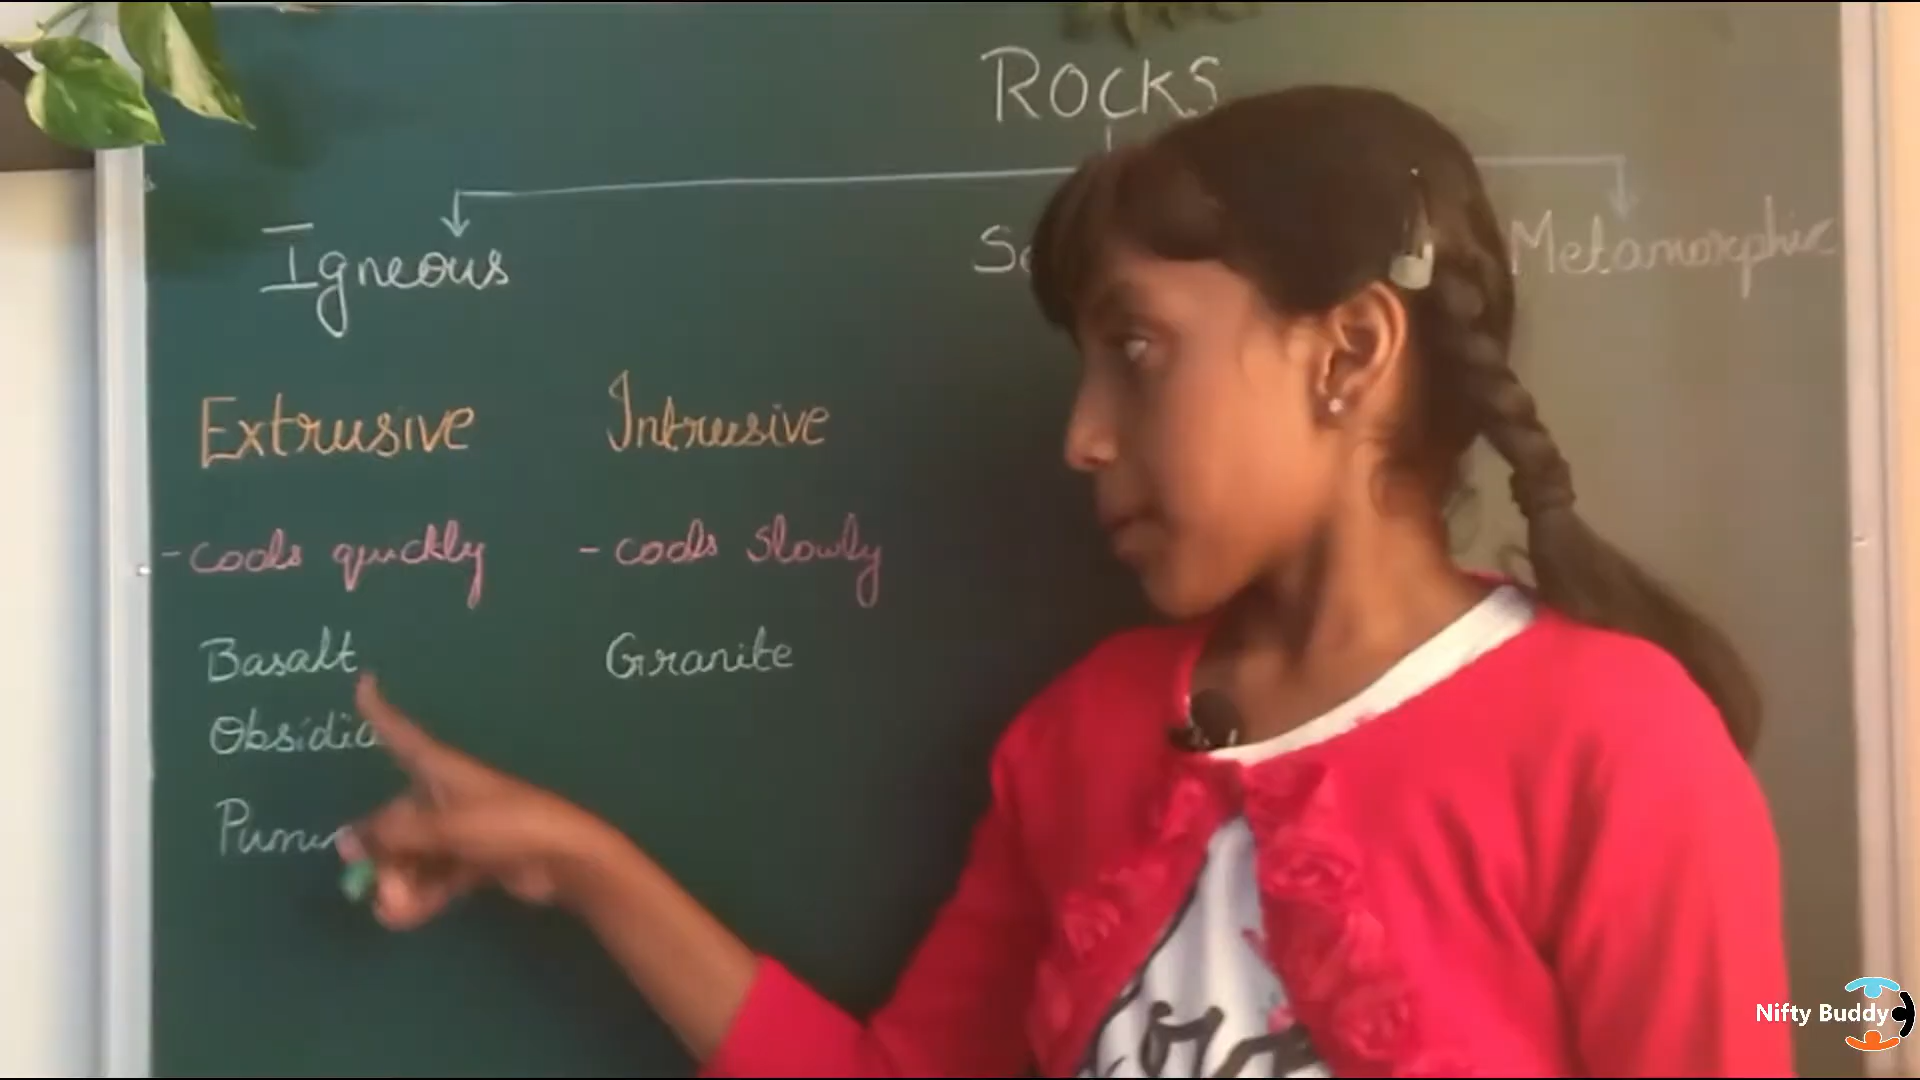 ROCKS
Igneous Metamorphic
Extrusive Intrusive
- cools quickly - cools slowly
Basalt Granite
Nifty Buddy